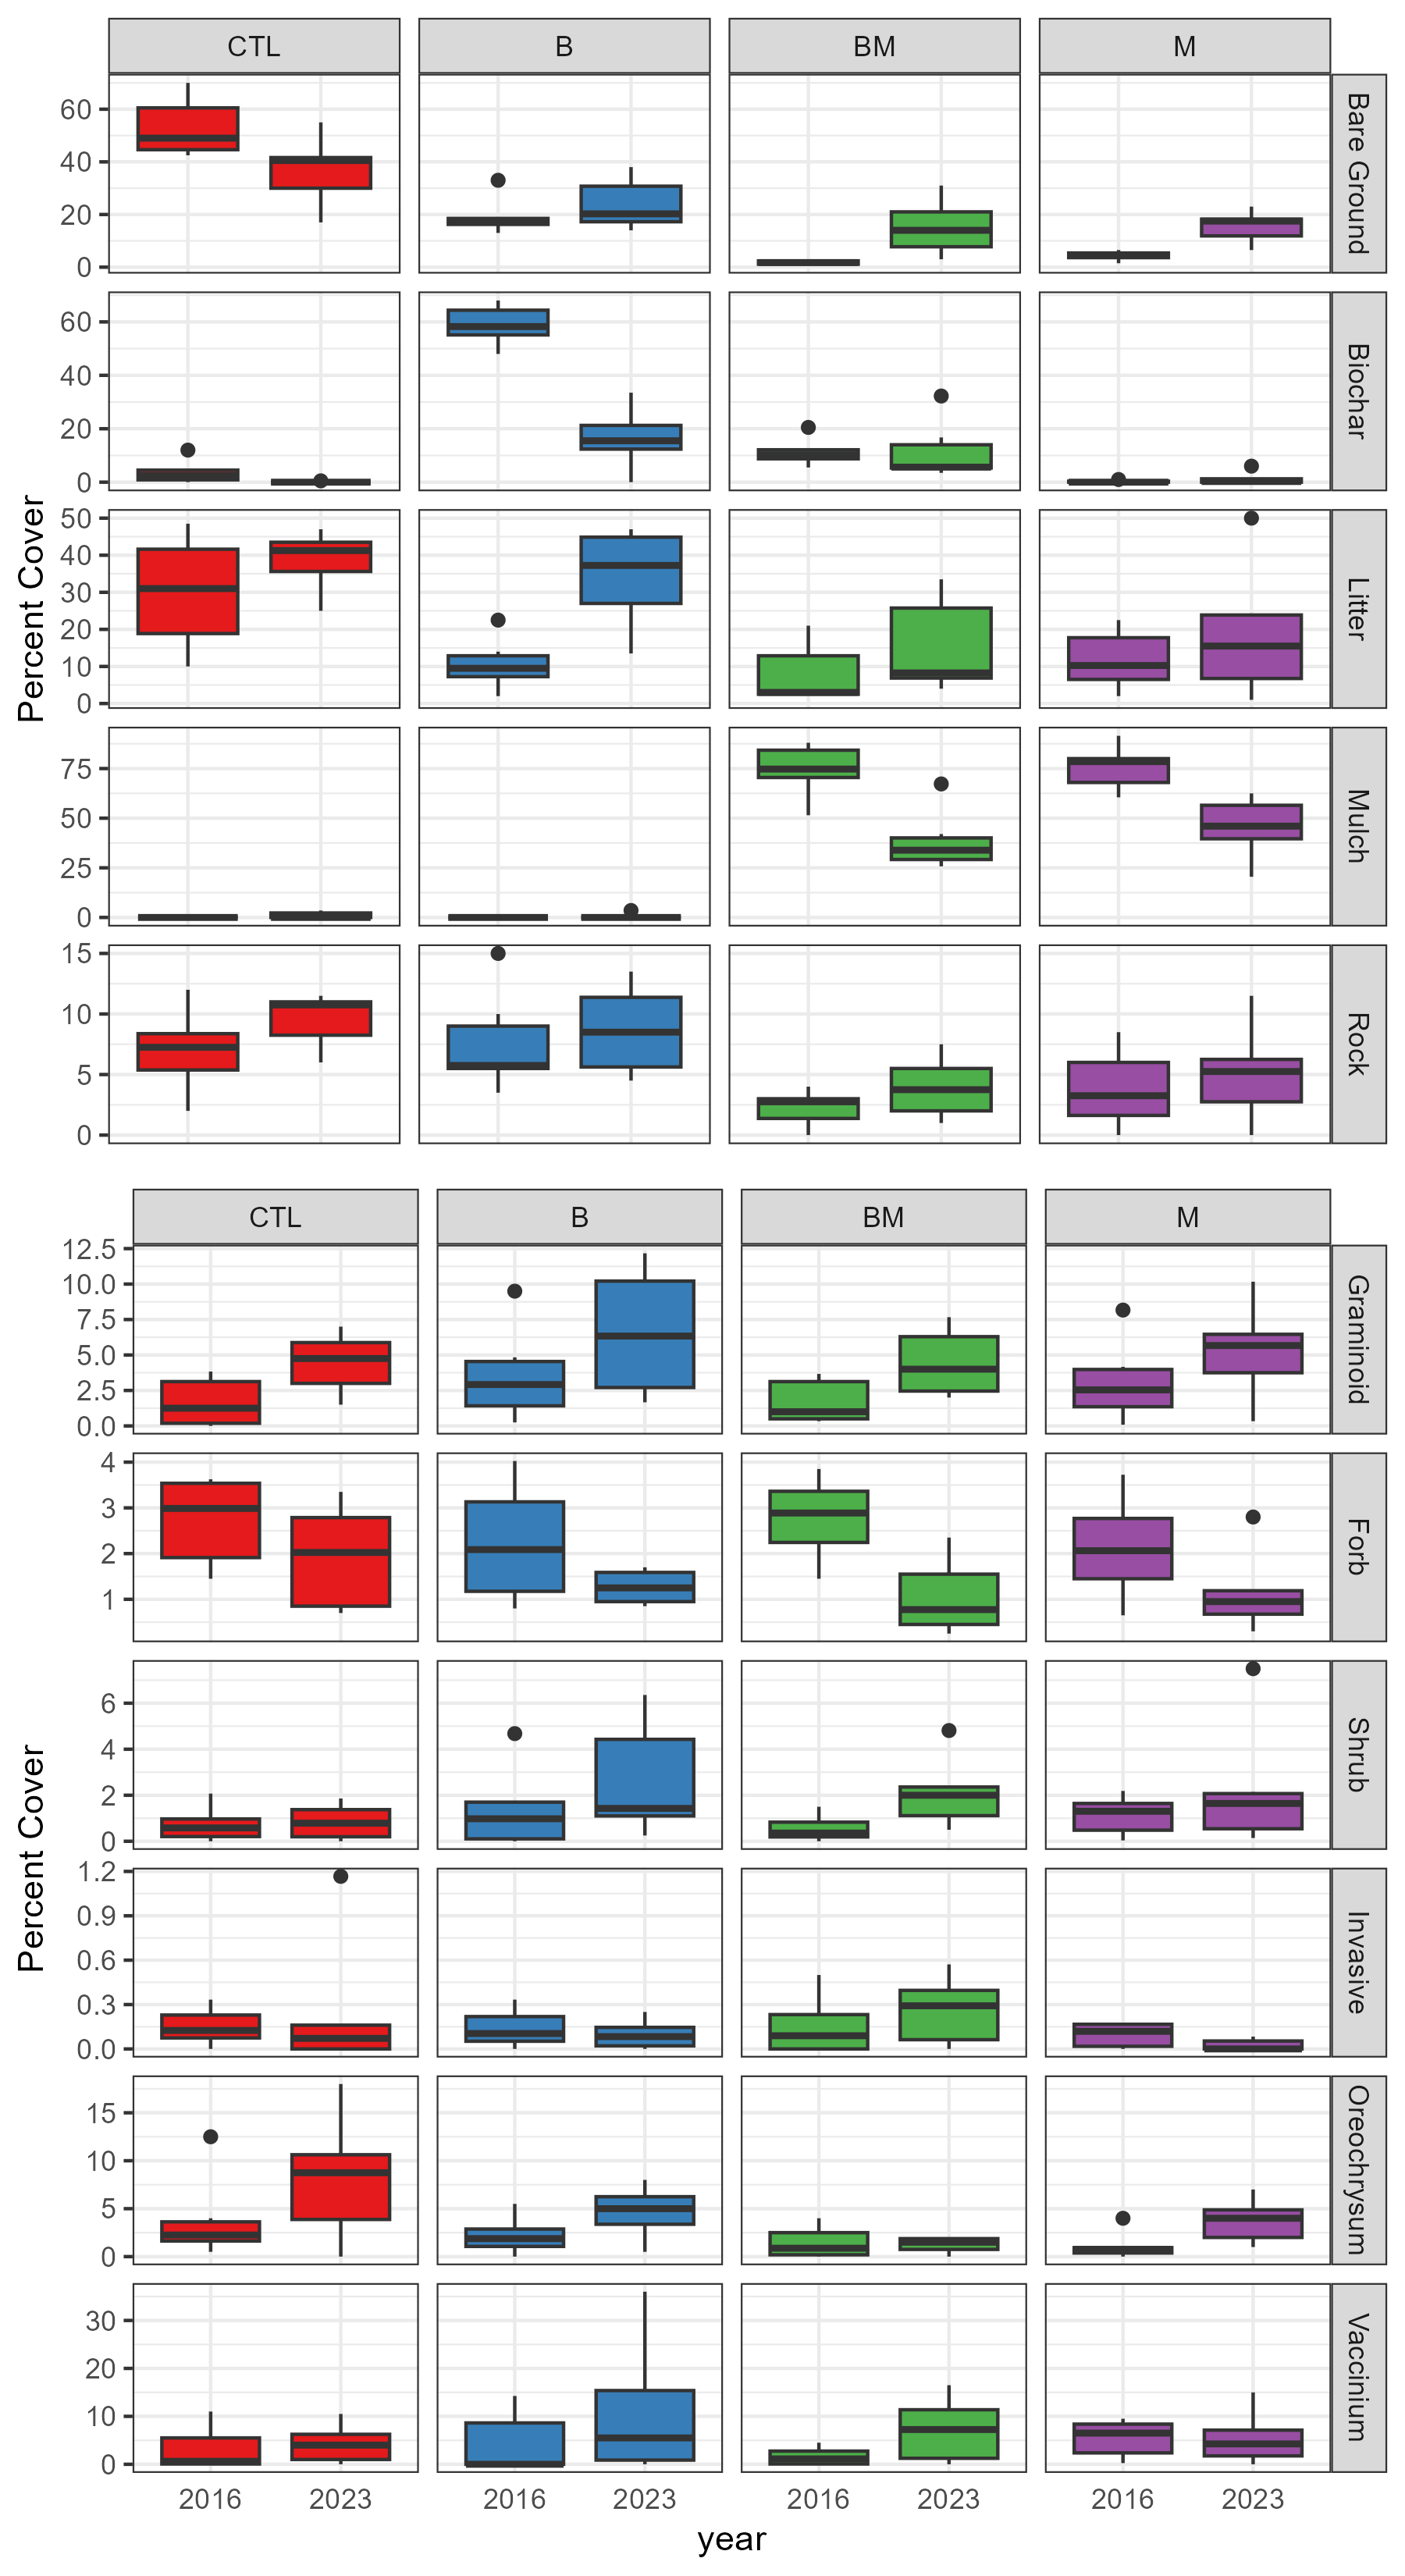 CTL B BM M
60
40
20
0
Bare Ground
60
40
20
0
Biochar
50
40
30
20
10
0
Litter
75
50
25
0
Mulch
15
10
5
0
Rock
Percent Cover
CTL B BM M
12.5
10.0
7.5
5.0
2.5
0.0
Graminoid
4
3
2
1
Forb
6
4
2
0
Shrub
1.2
0.9
0.6
0.3
0.0
Invasive
15
10
5
0
Oreochrysum
30
20
10
0
Vaccinium
Percent Cover
2016 2023 2016 2023 2016 2023 2016 2023
year